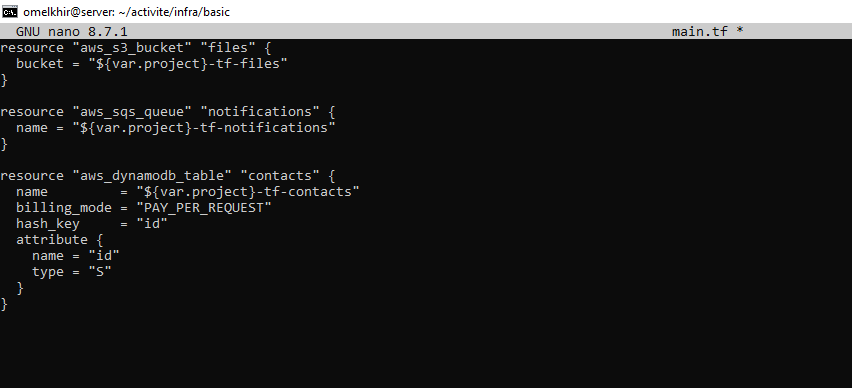 omelkhir@server: ~/activite/infra/basic
GNU nano 8.7.1 main.tf *
resource "aws_s3_bucket" "files" {
  bucket = "${var.project}-tf-files"
}

resource "aws_sqs_queue" "notifications" {
  name = "${var.project}-tf-notifications"
}

resource "aws_dynamodb_table" "contacts" {
  name         = "${var.project}-tf-contacts"
  billing_mode = "PAY_PER_REQUEST"
  hash_key     = "id"
  attribute {
    name = "id"
    type = "S"
  }
}